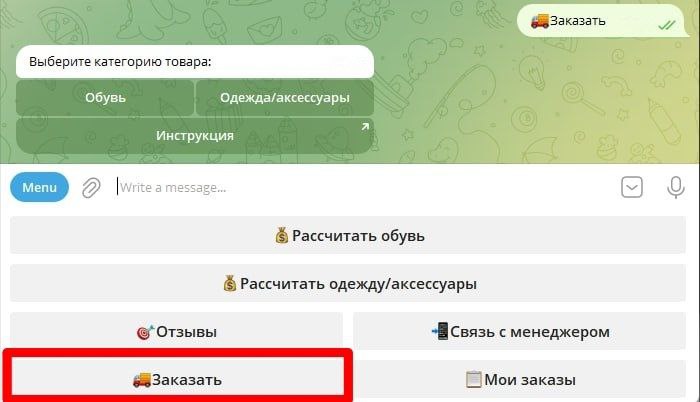 🚚Заказать
Выберите категорию товара:
Обувь
Одежда/аксессуары
Инструкция
Menu
Write a message...
💰Рассчитать обувь
💰Рассчитать одежду/аксессуары
🎯Отзывы
📲Связь с менеджером
🚚Заказать
📋Мои заказы